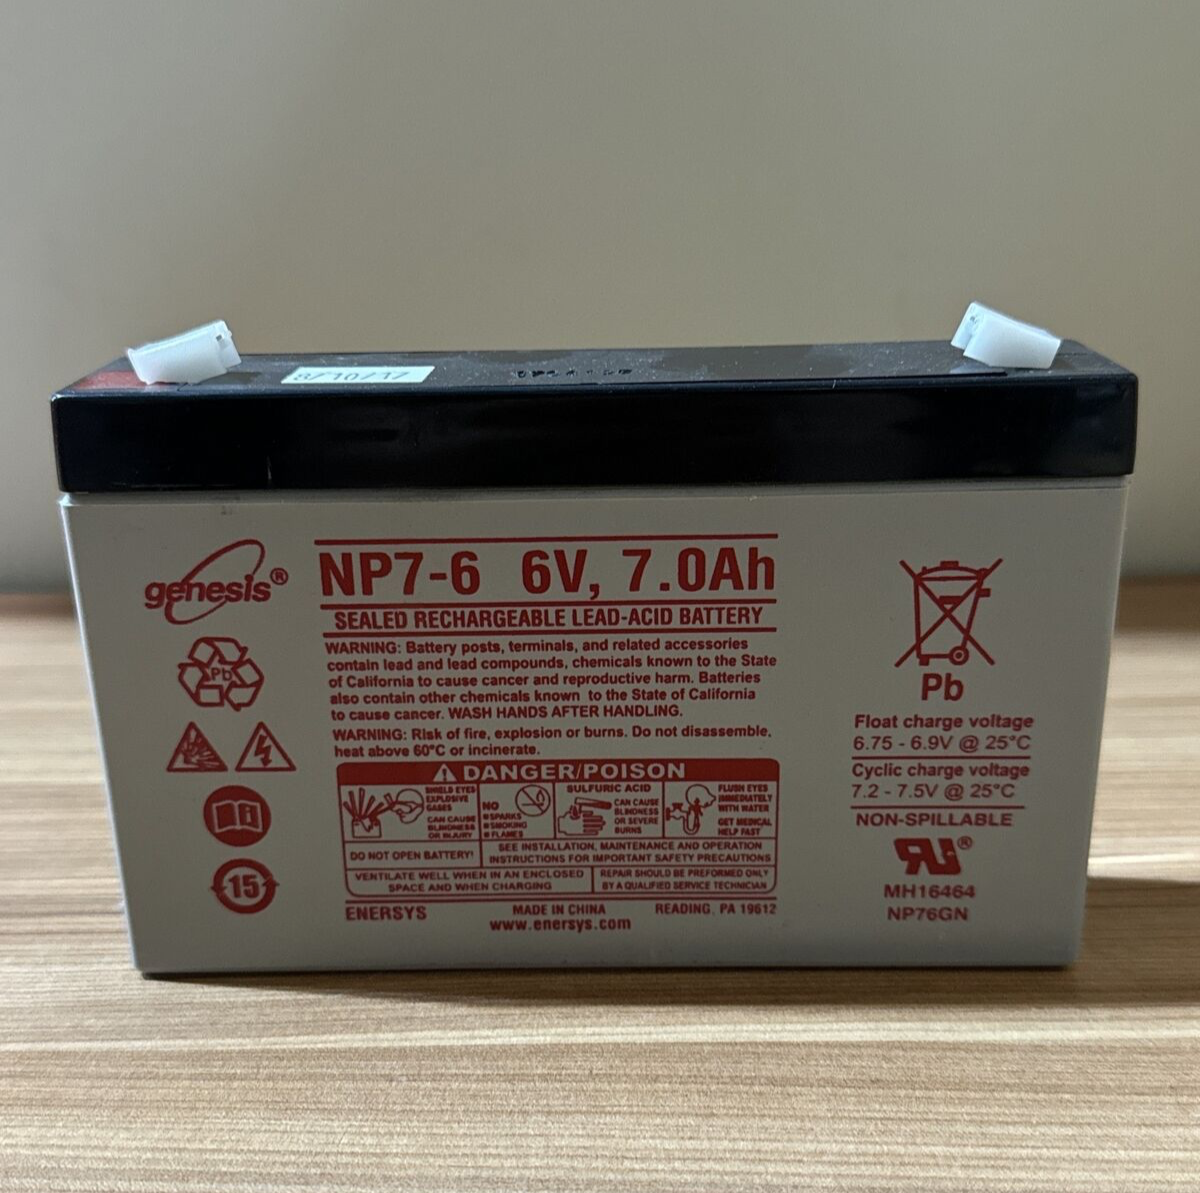 8/10/17
genesis®
NP7-6 6V, 7.0Ah
SEALED RECHARGEABLE LEAD-ACID BATTERY
WARNING: Battery posts, terminals, and related accessories
contain lead and lead compounds, chemicals known to the State
of California to cause cancer and reproductive harm. Batteries
also contain other chemicals known to the State of California
to cause cancer. WASH HANDS AFTER HANDLING.
WARNING: Risk of fire, explosion or burns. Do not disassemble,
heat above 60°C or incinerate.
DANGER/POISON
SHIELD EYES
EXPLOSIVE
GASES
CAN CAUSE
BLINDNESS
OR INJURY
NO
SPARKS
SMOKING
FLAMES
SULFURIC ACID
CAN CAUSE
BLINDNESS
OR SEVERE
BURNS
FLUSH EYES
IMMEDIATELY
WITH WATER
GET MEDICAL
HELP FAST
DO NOT OPEN BATTERY!
SEE INSTALLATION, MAINTENANCE AND OPERATION
INSTRUCTIONS FOR IMPORTANT SAFETY PRECAUTIONS
VENTILATE WELL WHEN IN AN ENCLOSED
SPACE AND WHEN CHARGING
REPAIR SHOULD BE PREFORMED ONLY
BY A QUALIFIED SERVICE TECHNICIAN
ENERSYS
MADE IN CHINA
READING, PA 19612
www.enersys.com
Pb
15
Pb
Float charge voltage
6.75 - 6.9V @ 25°C
Cyclic charge voltage
7.2 - 7.5V @ 25°C
NON-SPILLABLE
RU®
MH16464
NP76GN